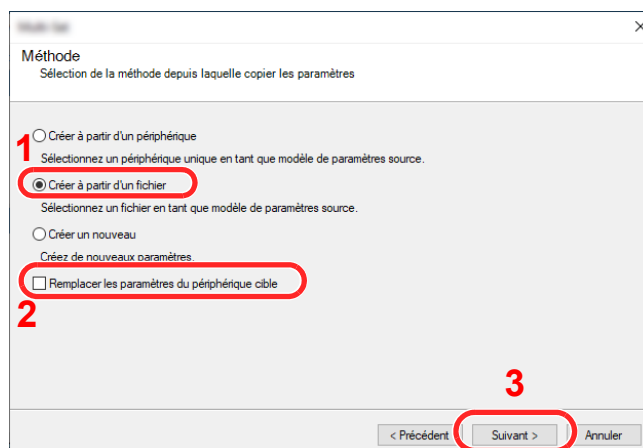 Méthode
Sélection de la méthode depuis laquelle copier les paramètres
1
Créer à partir d'un périphérique
Sélectionnez un périphérique unique en tant que modèle de paramètres source.
Créer à partir d'un fichier
Sélectionnez un fichier en tant que modèle de paramètres source.
Créer un nouveau
Créez de nouveaux paramètres.
Remplacer les paramètres du périphérique cible
2
3
< Précédent
Suivant >
Annuler